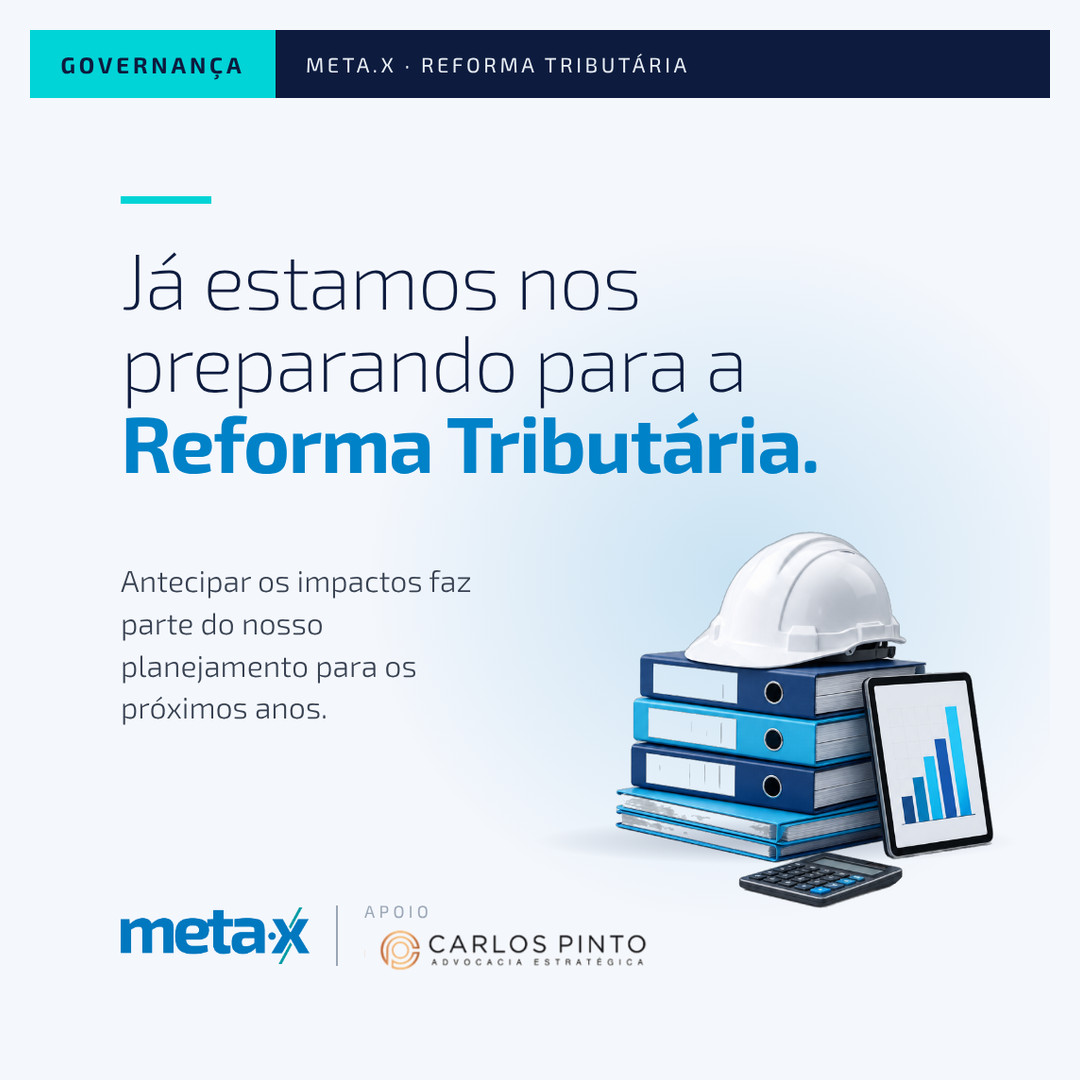 GOVERNANÇA
META.X · REFORMA TRIBUTÁRIA
Já estamos nos
preparando para a
Reforma Tributária.
Antecipar os impactos faz
parte do nosso
planejamento para os
próximos anos.
meta·x
APOIO
CARLOS PINTO
ADVOCACIA ESTRATÉGICA